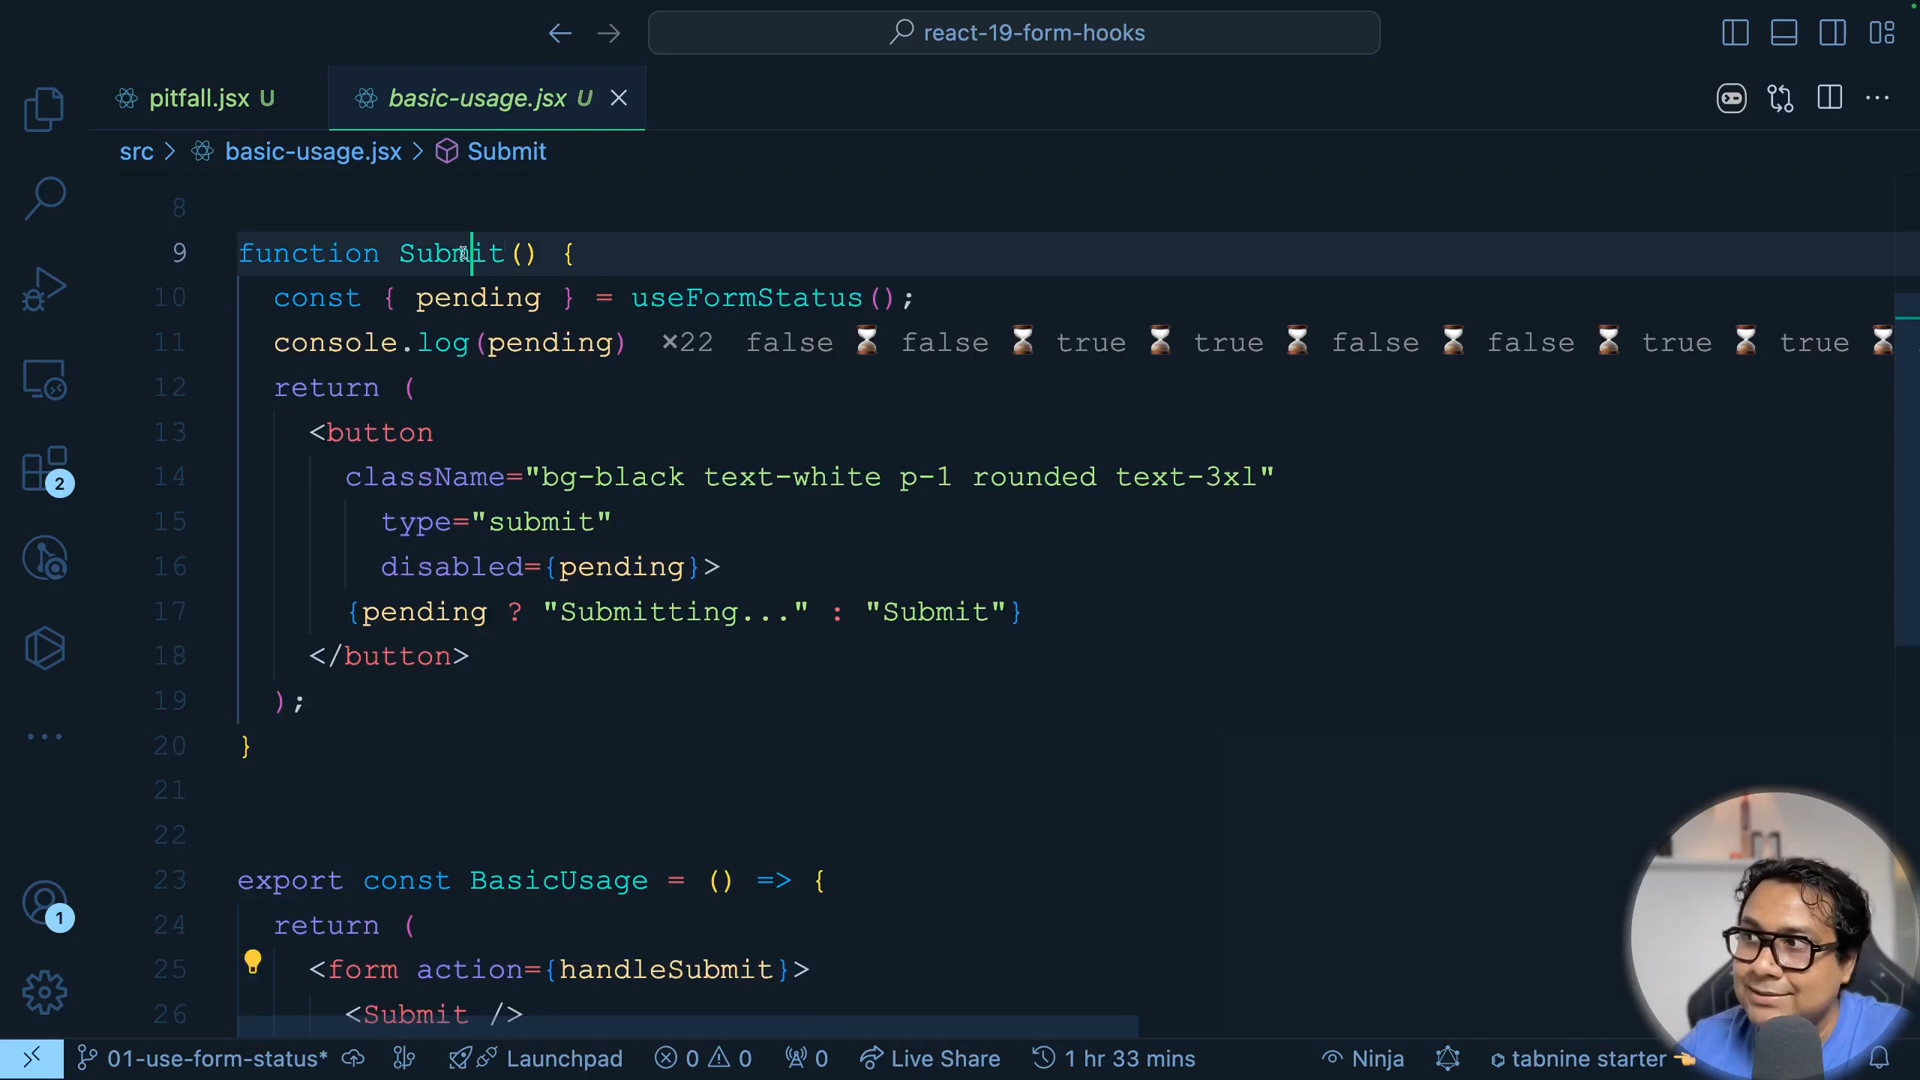 react-19-form-hooks
pitfall.jsx U
basic-usage.jsx U
src > basic-usage.jsx > Submit
8
9 function Submit() {
10 const { pending } = useFormStatus();
11 console.log(pending) ×22 false ⌛ false ⌛ true ⌛ true ⌛ false ⌛ false ⌛ true ⌛ true ⌛
12 return (
13 <button
14 className="bg-black text-white p-1 rounded text-3xl"
15 type="submit"
16 disabled={pending}>
17 {pending ? "Submitting..." : "Submit"}
18 </button>
19 );
20 }
21
22
23 export const BasicUsage = () => {
24 return (
25 <form action={handleSubmit}>
26 <Submit />
2
1
01-use-form-status* Launchpad 0 0 0 Live Share 1 hr 33 mins Ninja tabnine starter